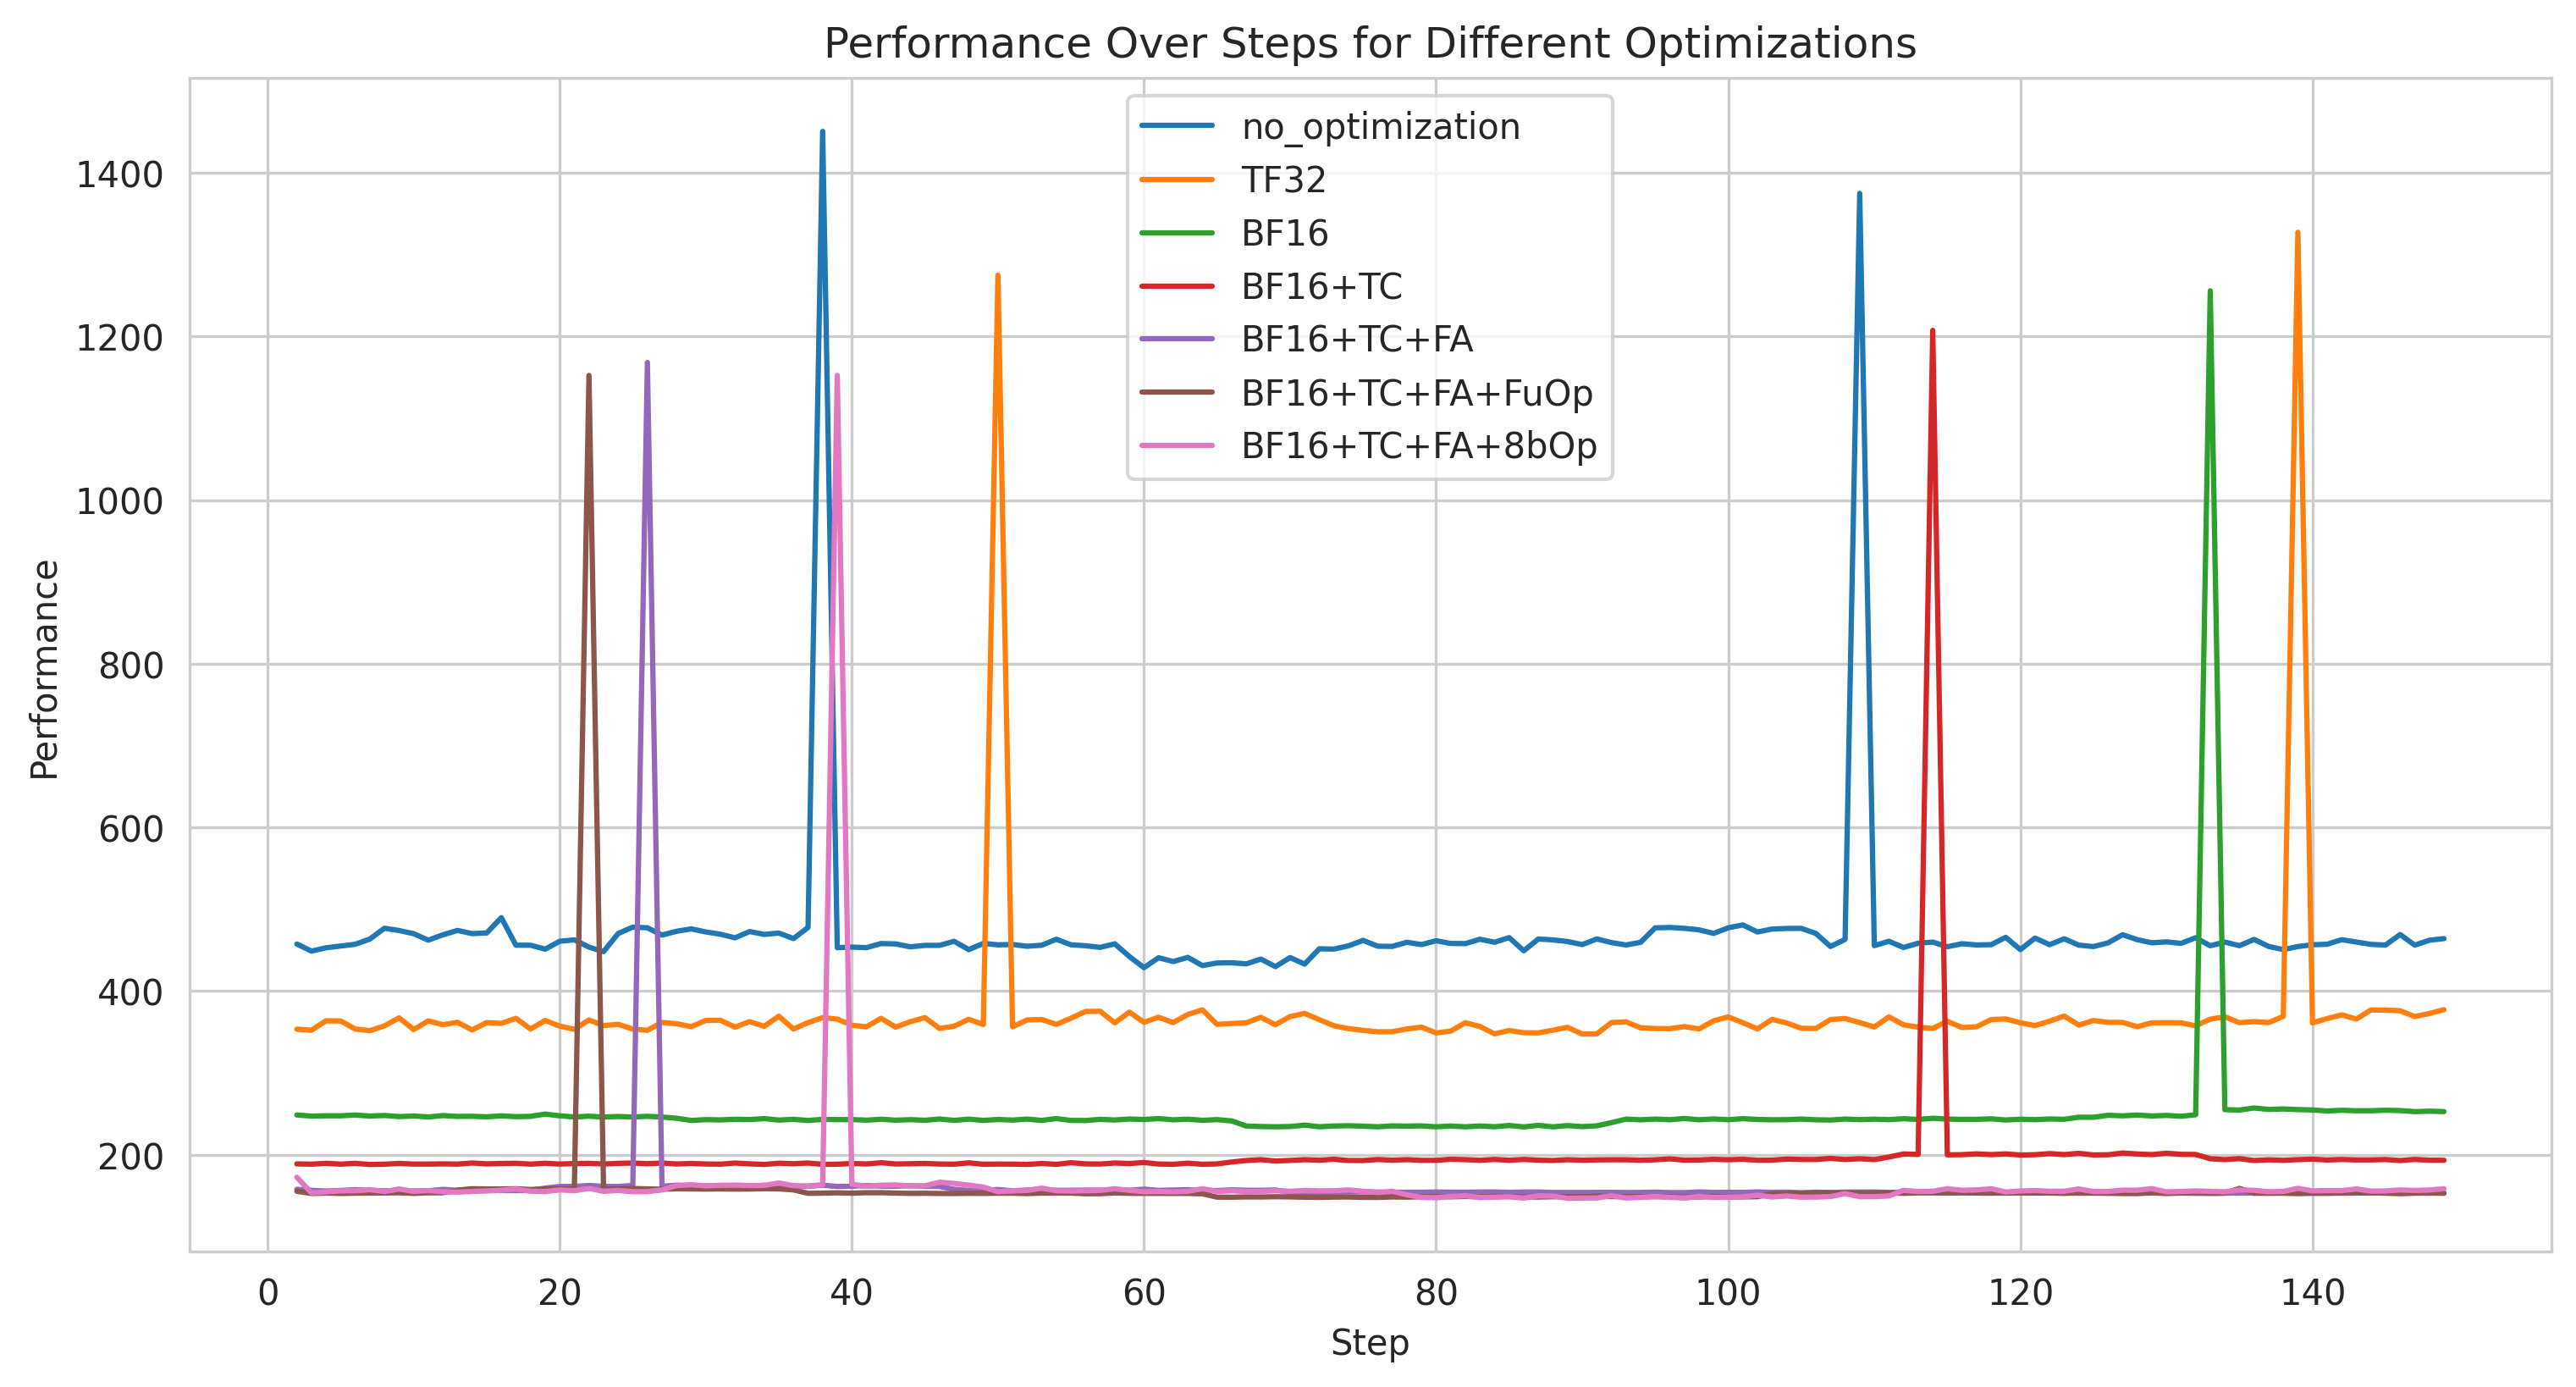 Performance Over Steps for Different Optimizations
no_optimization
TF32
BF16
BF16+TC
BF16+TC+FA
BF16+TC+FA+FuOp
BF16+TC+FA+8bOp
Performance
1400
1200
1000
800
600
400
200
0 20 40 60 80 100 120 140
Step